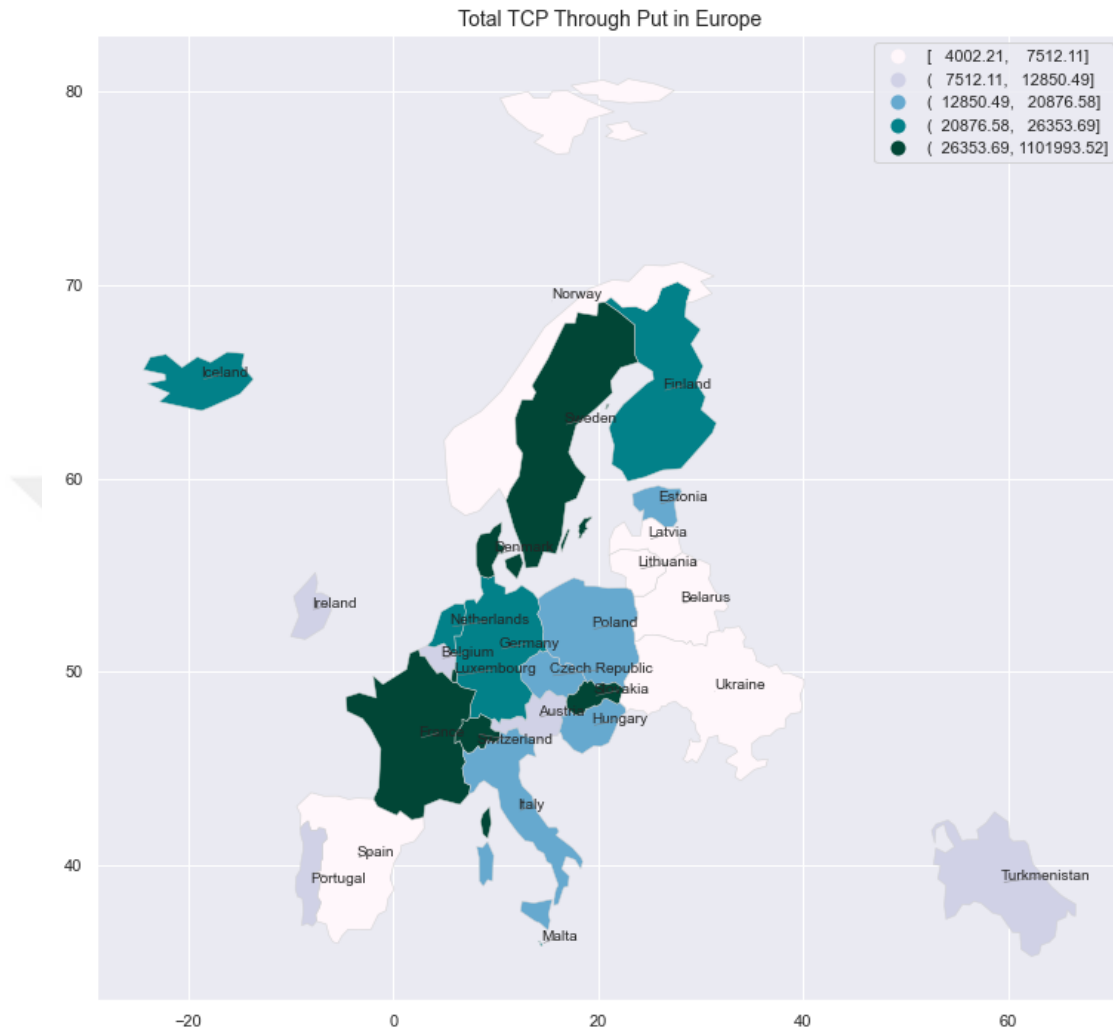 Total TCP Through Put in Europe
[ 4002.21, 7512.11]
( 7512.11, 12850.49]
( 12850.49, 20876.58]
( 20876.58, 26353.69]
( 26353.69, 1101993.52]
80
70
60
50
40
Norway
Iceland
Finland
Sweden
Estonia
Latvia
Denmark
Lithuania
Belarus
Ireland
Netherlands
Poland
Germany
Belgium
Luxembourg
Czech Republic
Slovakia
Ukraine
Austria
Hungary
France
Switzerland
Italy
Spain
Portugal
Turkmenistan
Malta
−20
0
20
40
60